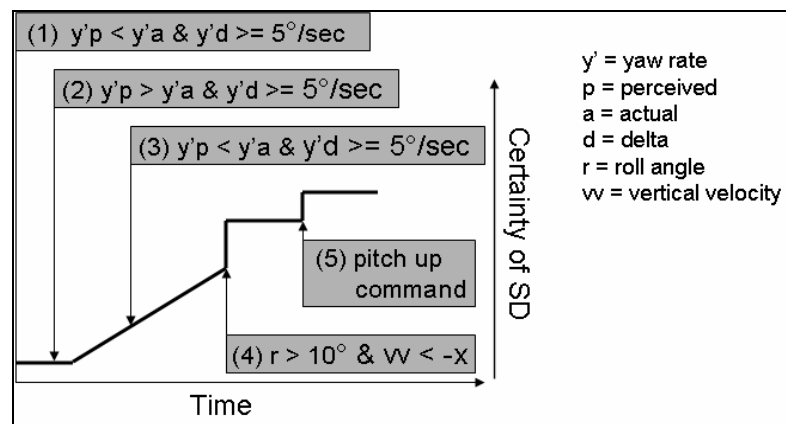 (1) y'p < y'a & y'd >= 5°/sec
(2) y'p > y'a & y'd >= 5°/sec
(3) y'p < y'a & y'd >= 5°/sec
(4) r > 10° & vv < -x
(5) pitch up
command
Time
Certainty of SD
y' = yaw rate
p = perceived
a = actual
d = delta
r = roll angle
vv = vertical velocity